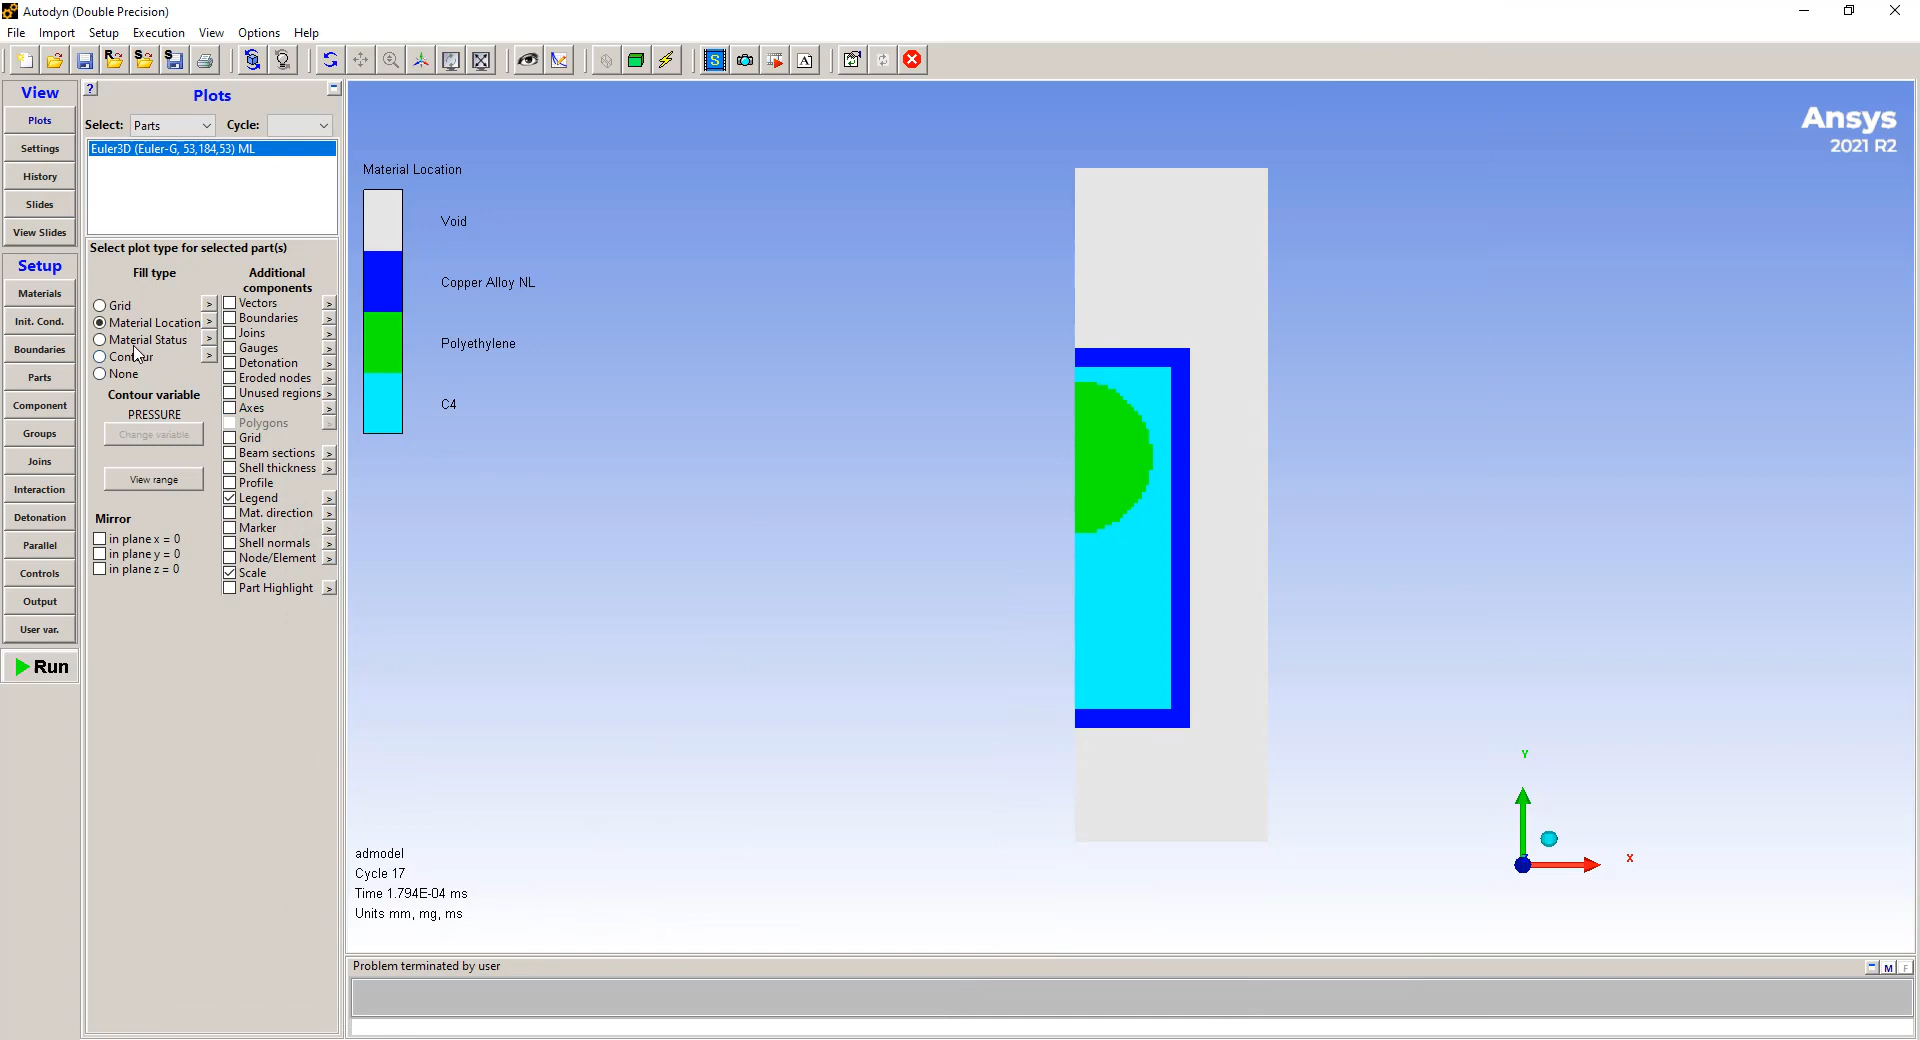 Autodyn (Double Precision)
File Import Setup Execution View Options Help
R S S
S A
View
Plots
Settings
History
Slides
View Slides
Setup
Materials
Init. Cond.
Boundaries
Parts
Component
Groups
Joins
Interaction
Detonation
Parallel
Controls
Output
User var.
Run
? Plots
Select: Parts Cycle:
Euler3D (Euler-G, 53,184,53) ML
Select plot type for selected part(s)
Fill type
Grid >
Material Location >
Material Status >
Contour >
None
Contour variable
PRESSURE
Change variable
View range
Mirror
in plane x = 0
in plane y = 0
in plane z = 0
Additional
components
Vectors >
Boundaries >
Joins >
Gauges >
Detonation >
Eroded nodes >
Unused regions >
Axes >
Polygons >
Grid
Beam sections >
Shell thickness >
Profile
Legend >
Mat. direction >
Marker >
Shell normals >
Node/Element >
Scale
Part Highlight >
Ansys
2021 R2
Material Location
Void
Copper Alloy NL
Polyethylene
C4
Y
X
admodel
Cycle 17
Time 1.794E-04 ms
Units mm, mg, ms
Problem terminated by user
M F